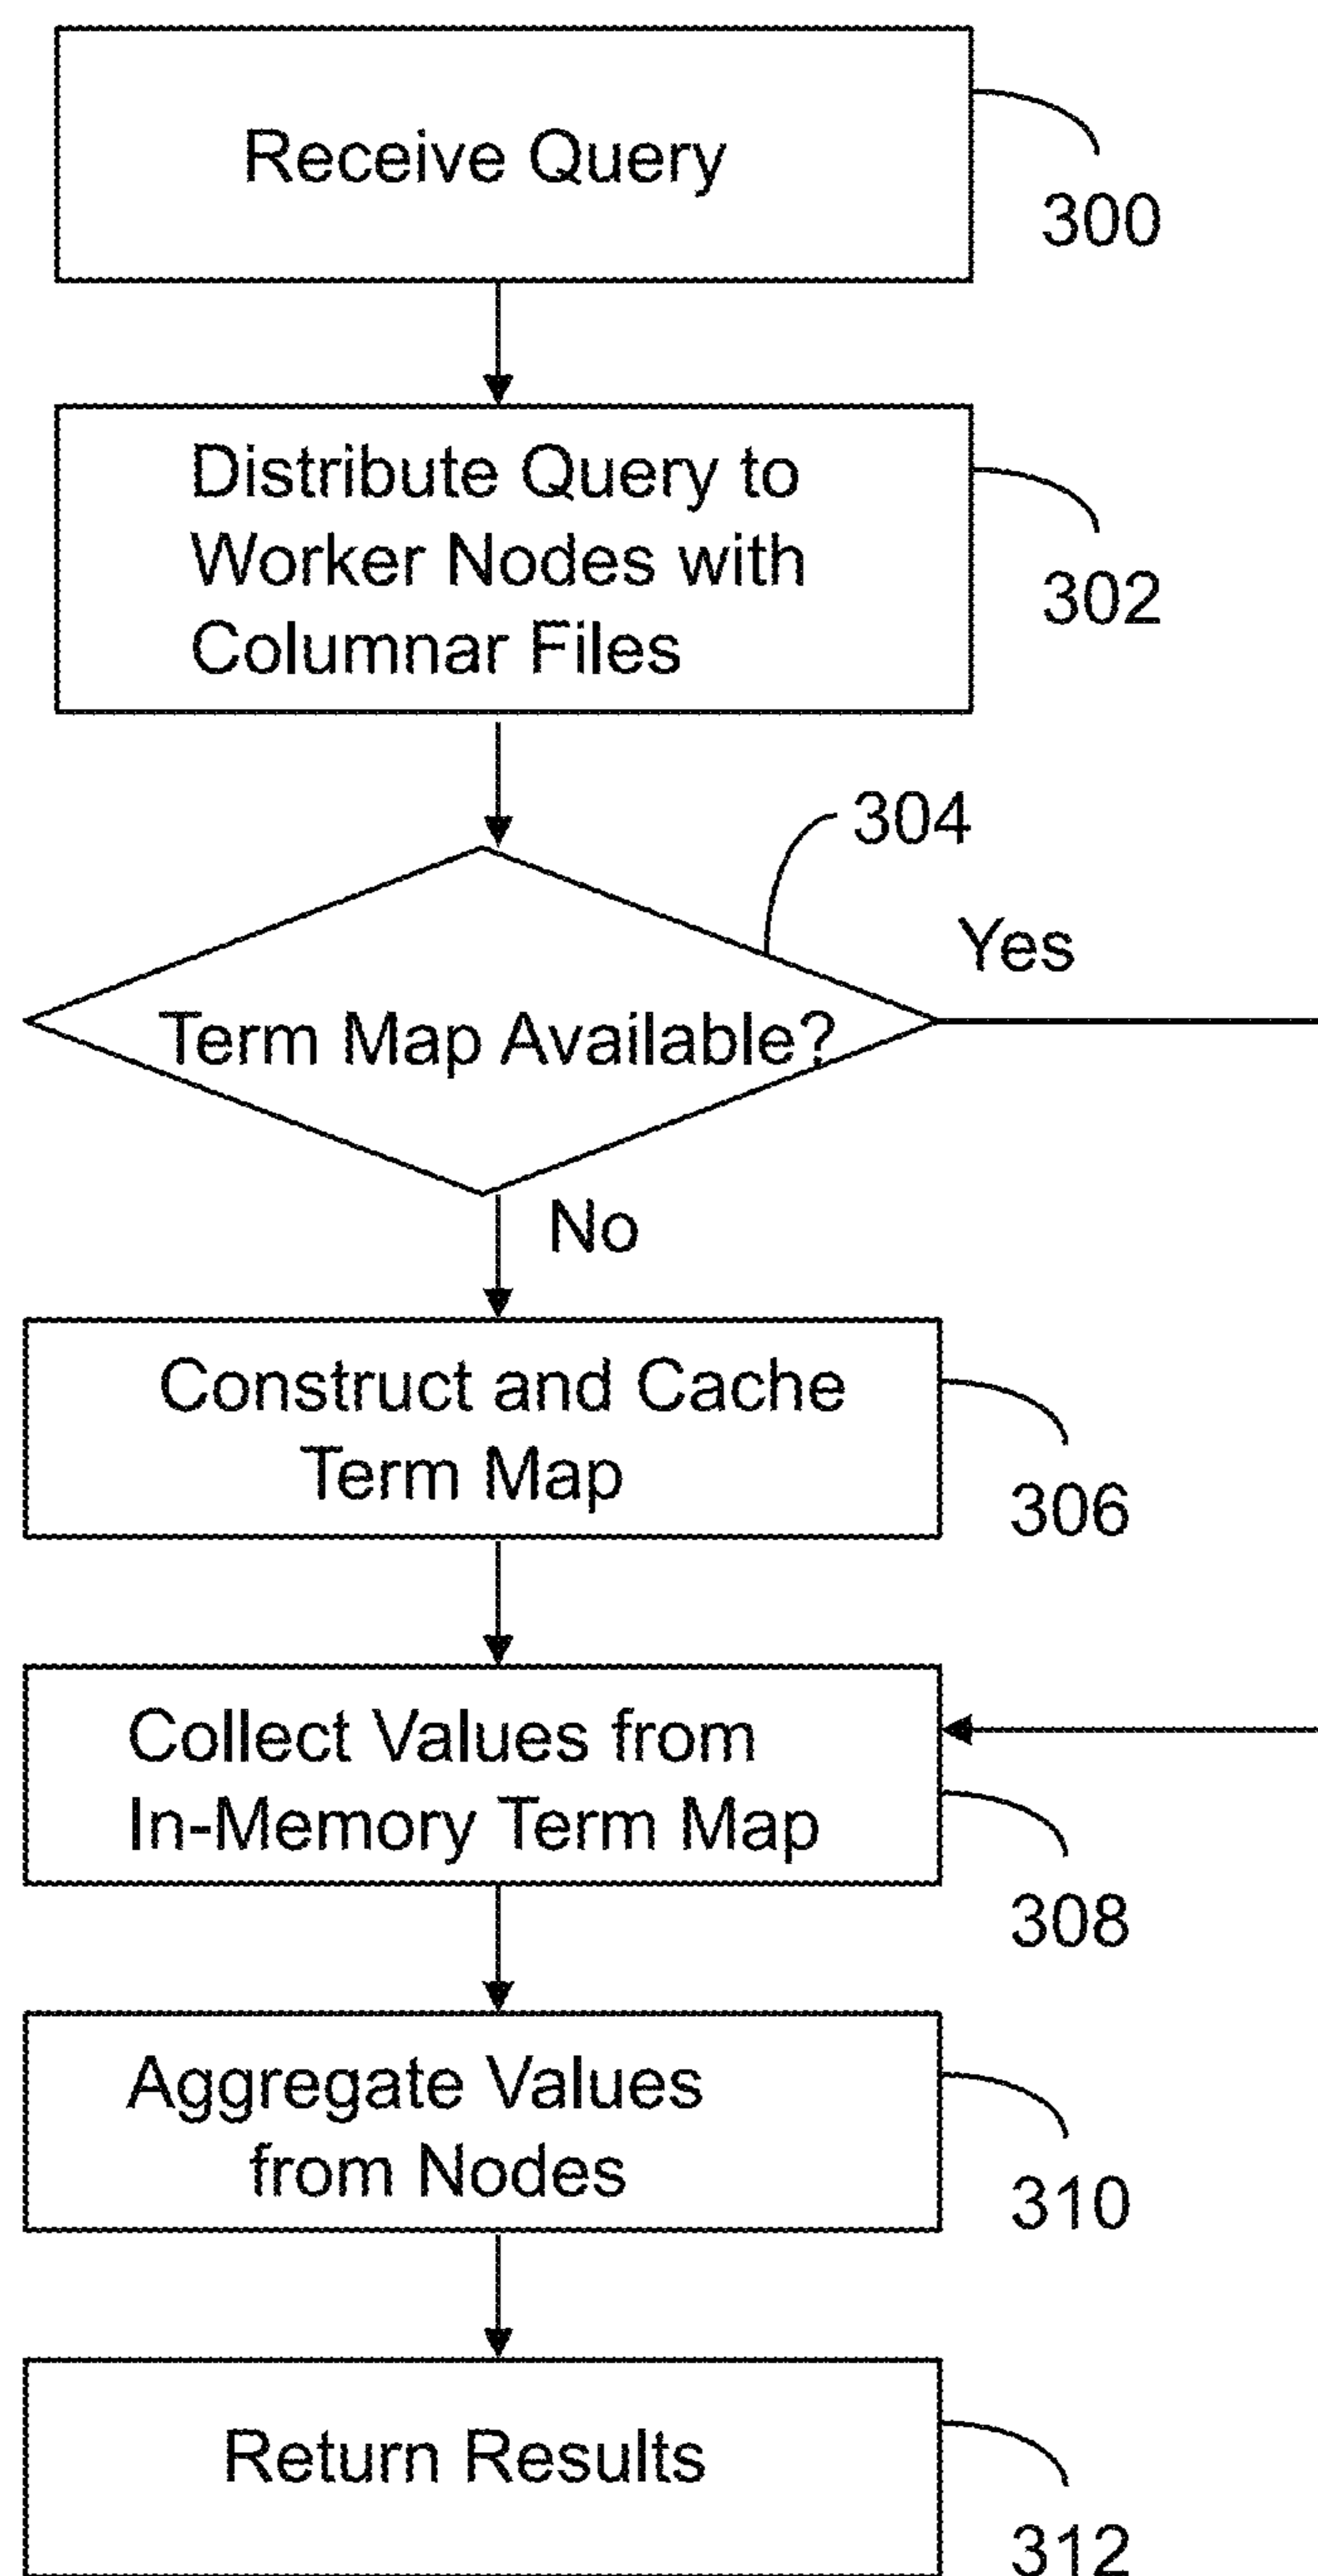 Receive Query
300
Distribute Query to
Worker Nodes with
Columnar Files
302
304
Yes
Term Map Available?
No
Construct and Cache
Term Map
306
Collect Values from
In-Memory Term Map
308
Aggregate Values
from Nodes
310
Return Results
312